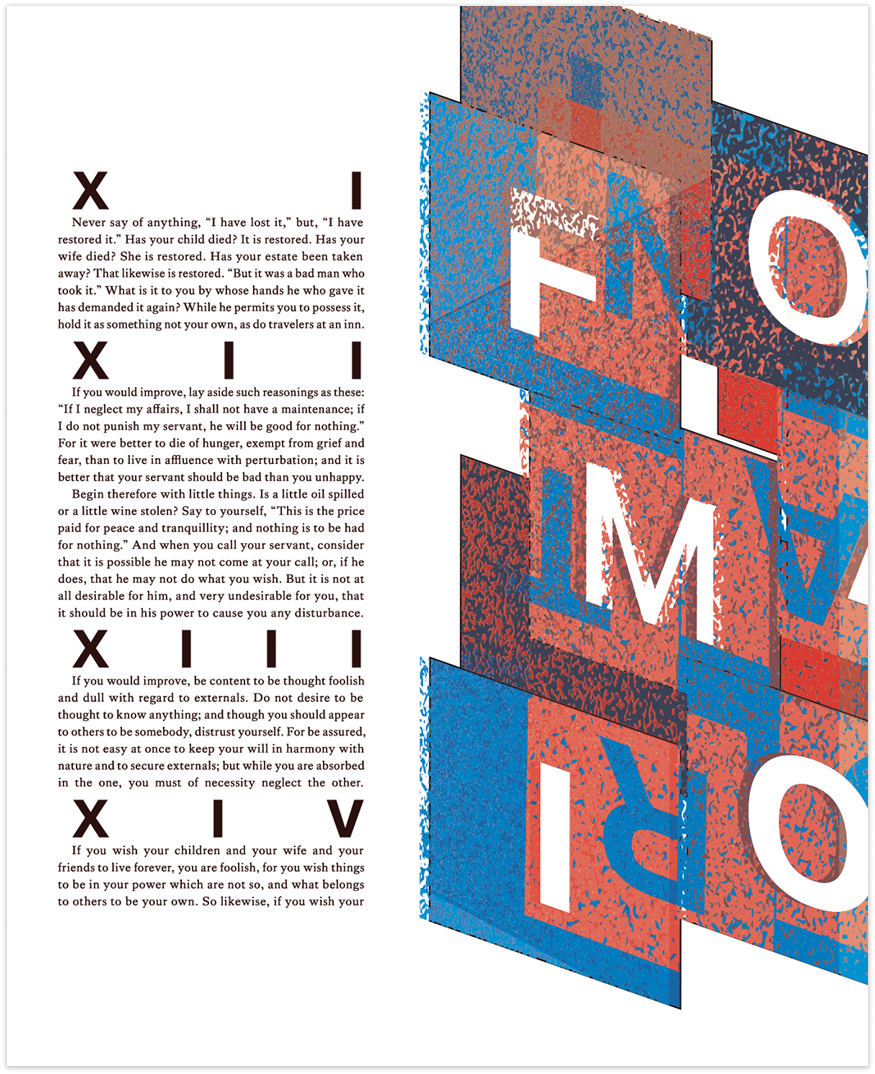 X I
Never say of anything, “I have lost it,” but, “I have
restored it.” Has your child died? It is restored. Has your
wife died? She is restored. Has your estate been taken
away? That likewise is restored. “But it was a bad man who
took it.” What is it to you by whose hands he who gave it
has demanded it again? While he permits you to possess it,
hold it as something not your own, as do travelers at an inn.
X I I
If you would improve, lay aside such reasonings as these:
“If I neglect my affairs, I shall not have a maintenance; if
I do not punish my servant, he will be good for nothing.”
For it were better to die of hunger, exempt from grief and
fear, than to live in affluence with perturbation; and it is
better that your servant should be bad than you unhappy.
Begin therefore with little things. Is a little oil spilled
or a little wine stolen? Say to yourself, “This is the price
paid for peace and tranquillity; and nothing is to be had
for nothing.” And when you call your servant, consider
that it is possible he may not come at your call; or, if he
does, that he may not do what you wish. But it is not at
all desirable for him, and very undesirable for you, that
it should be in his power to cause you any disturbance.
X I I I
If you would improve, be content to be thought foolish
and dull with regard to externals. Do not desire to be
thought to know anything; and though you should appear
to others to be somebody, distrust yourself. For be assured,
it is not easy at once to keep your will in harmony with
nature and to secure externals; but while you are absorbed
in the one, you must of necessity neglect the other.
X I V
If you wish your children and your wife and your
friends to live forever, you are foolish, for you wish things
to be in your power which are not so, and what belongs
to others to be your own. So likewise, if you wish your
O
M
I R O